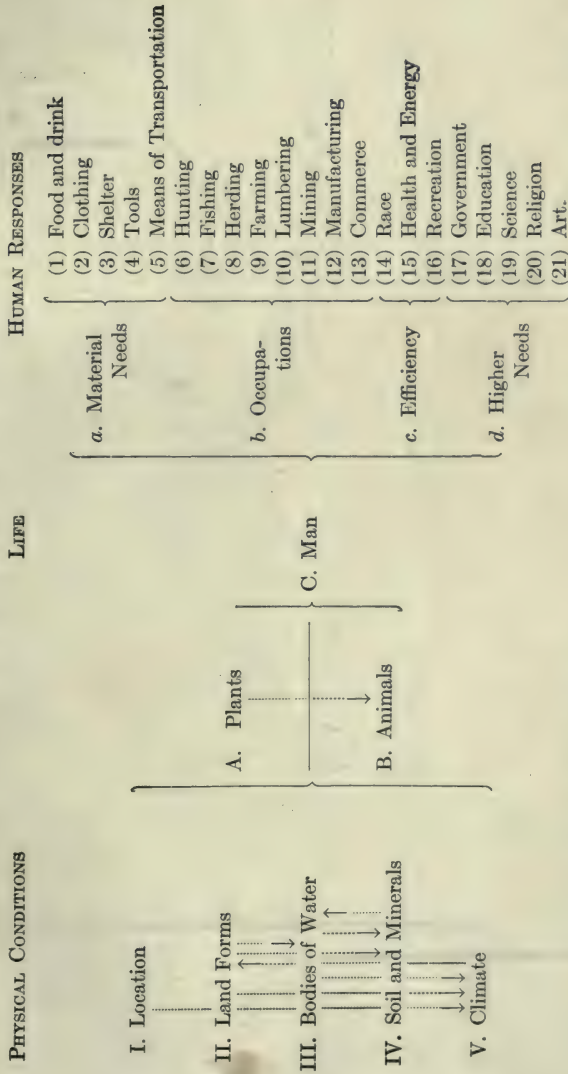 PHYSICAL CONDITIONS
I. Location
II. Land Forms
III. Bodies of Water
IV. Soil and Minerals
V. Climate
LIFE
A. Plants
B. Animals
C. Man
HUMAN RESPONSES
a. Material
Needs
(1) Food and drink
(2) Clothing
(3) Shelter
(4) Tools
(5) Means of Transportation
b. Occupa-
tions
(6) Hunting
(7) Fishing
(8) Herding
(9) Farming
(10) Lumbering
(11) Mining
(12) Manufacturing
(13) Commerce
c. Efficiency
(14) Race
(15) Health and Energy
(16) Recreation
d. Higher
Needs
(17) Government
(18) Education
(19) Science
(20) Religion
(21) Art.